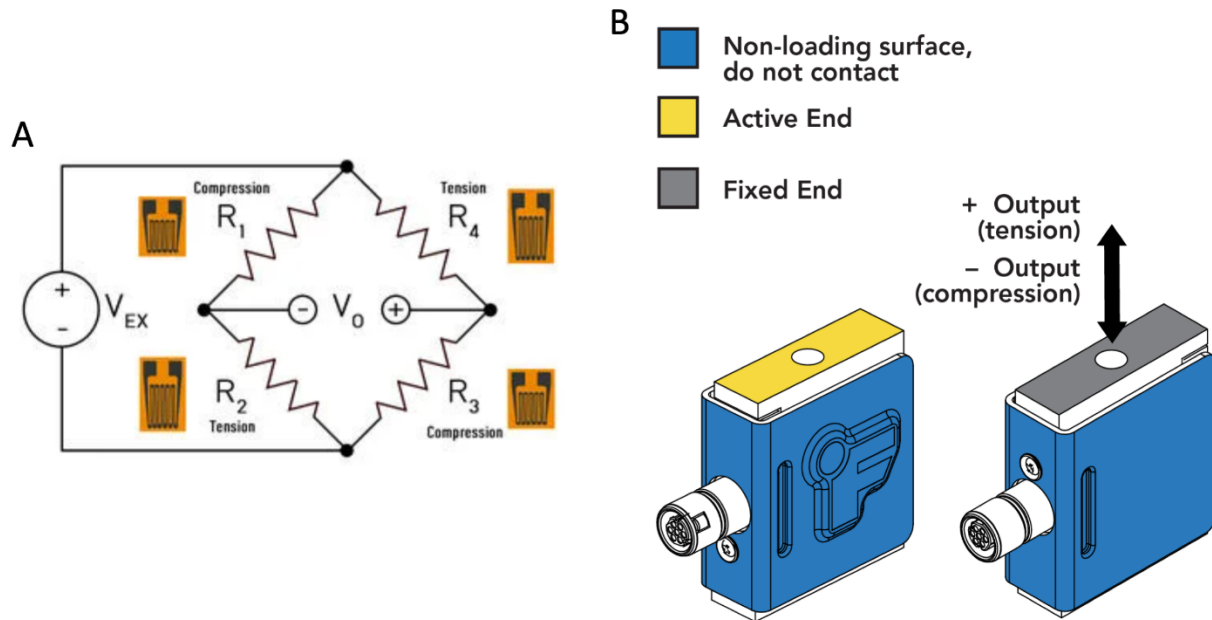 A
Compression
R1
Tension
R4
+
-
VEX
- VO +
R2
Tension
R3
Compression
B
Non-loading surface,
do not contact
Active End
Fixed End
+ Output
(tension)
– Output
(compression)